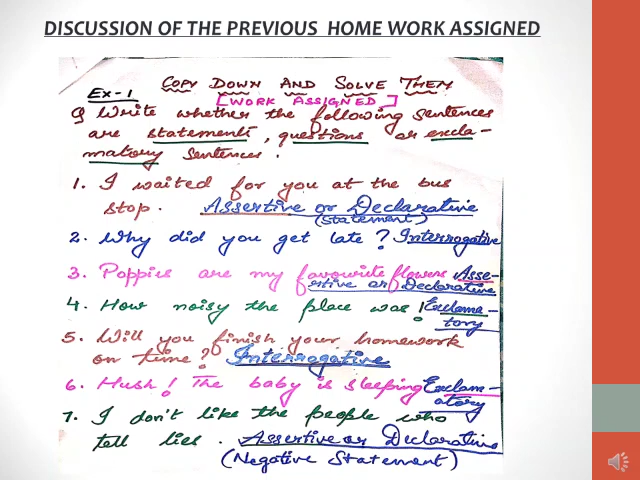 DISCUSSION OF THE PREVIOUS HOME WORK ASSIGNED
COPY DOWN AND SOLVE THEM
Ex-1 [WORK ASSIGNED]
Q Write whether the following sentences
are statements, questions or excla-
matory sentences.
1. I waited for you at the bus
stop. Assertive or Declarative
(Statement)
2. Why did you get late? Interrogative
3. Poppies are my favourite flowers Asse-
rtive or Declarative
4. How noisy the place was! Exclama-
tory
5. Will you finish your homework
on time? Interrogative
6. Hush! The baby is sleeping Exclam-
atory
7. I don't like the people who
tell lies. Assertive or Declarative
(Negative Statement)